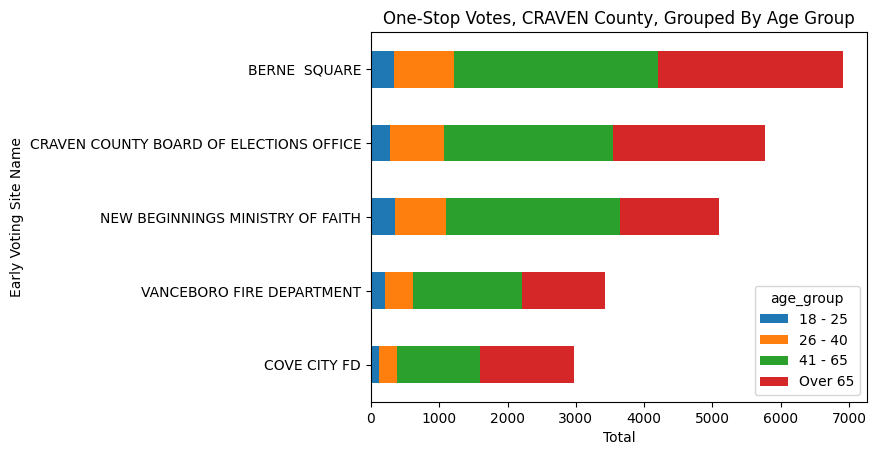 One-Stop Votes, CRAVEN County, Grouped By Age Group
Early Voting Site Name
BERNE  SQUARE
CRAVEN COUNTY BOARD OF ELECTIONS OFFICE
NEW BEGINNINGS MINISTRY OF FAITH
VANCEBORO FIRE DEPARTMENT
COVE CITY FD
age_group
18 - 25
26 - 40
41 - 65
Over 65
0 1000 2000 3000 4000 5000 6000 7000
Total